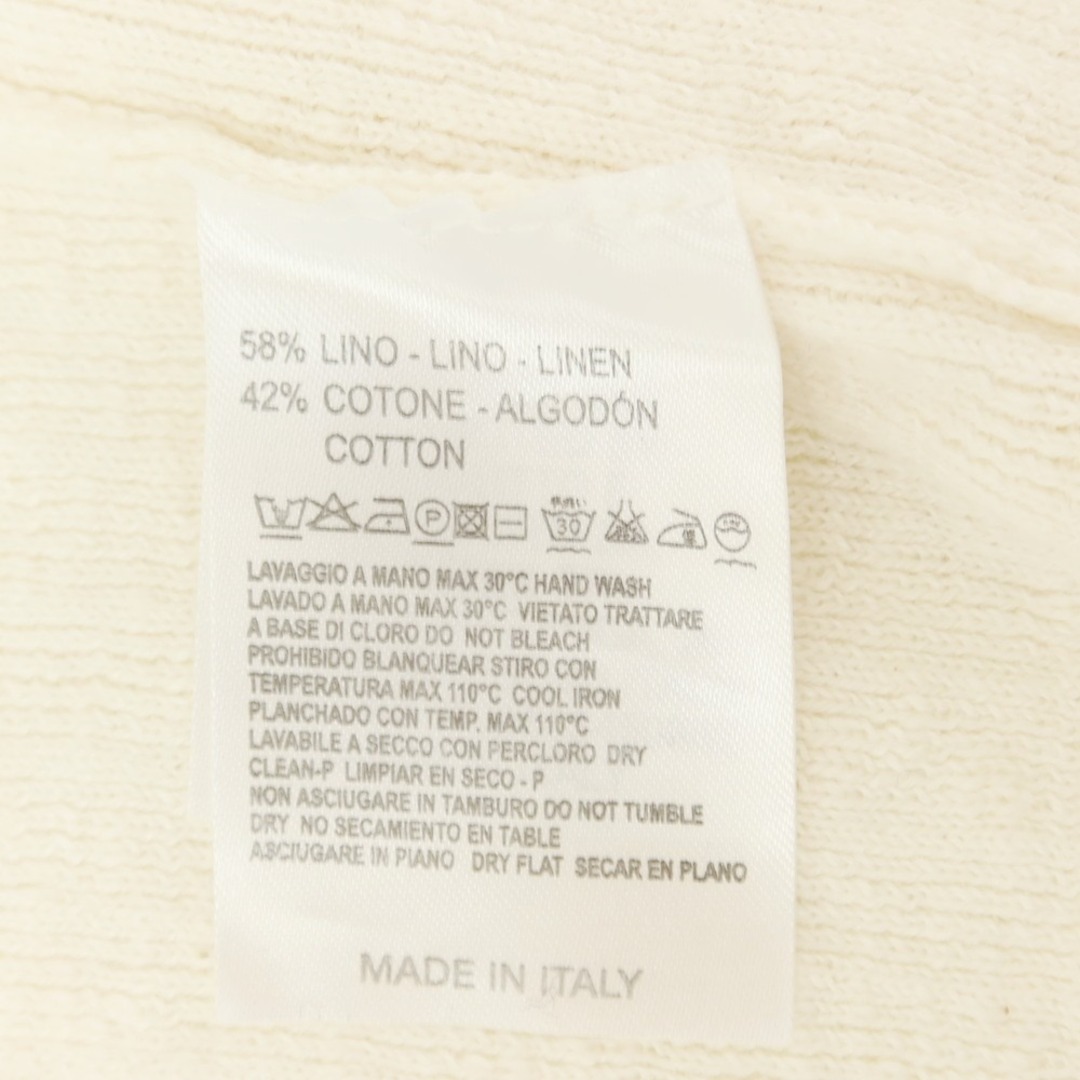 58% LINO - LINO - LINEN
42% COTONE - ALGODÓN
COTTON
P 30
LAVAGGIO A MANO MAX 30°C HAND WASH
LAVADO A MANO MAX 30°C VIETATO TRATTARE
A BASE DI CLORO DO NOT BLEACH
PROHIBIDO BLANQUEAR STIRO CON
TEMPERATURA MAX 110°C COOL IRON
PLANCHADO CON TEMP. MAX 110°C
LAVABILE A SECCO CON PERCLORO DRY
CLEAN-P LIMPIAR EN SECO - P
NON ASCIUGARE IN TAMBURO DO NOT TUMBLE
DRY NO SECAMIENTO EN TABLE
ASCIUGARE IN PIANO DRY FLAT SECAR EN PLANO
MADE IN ITALY